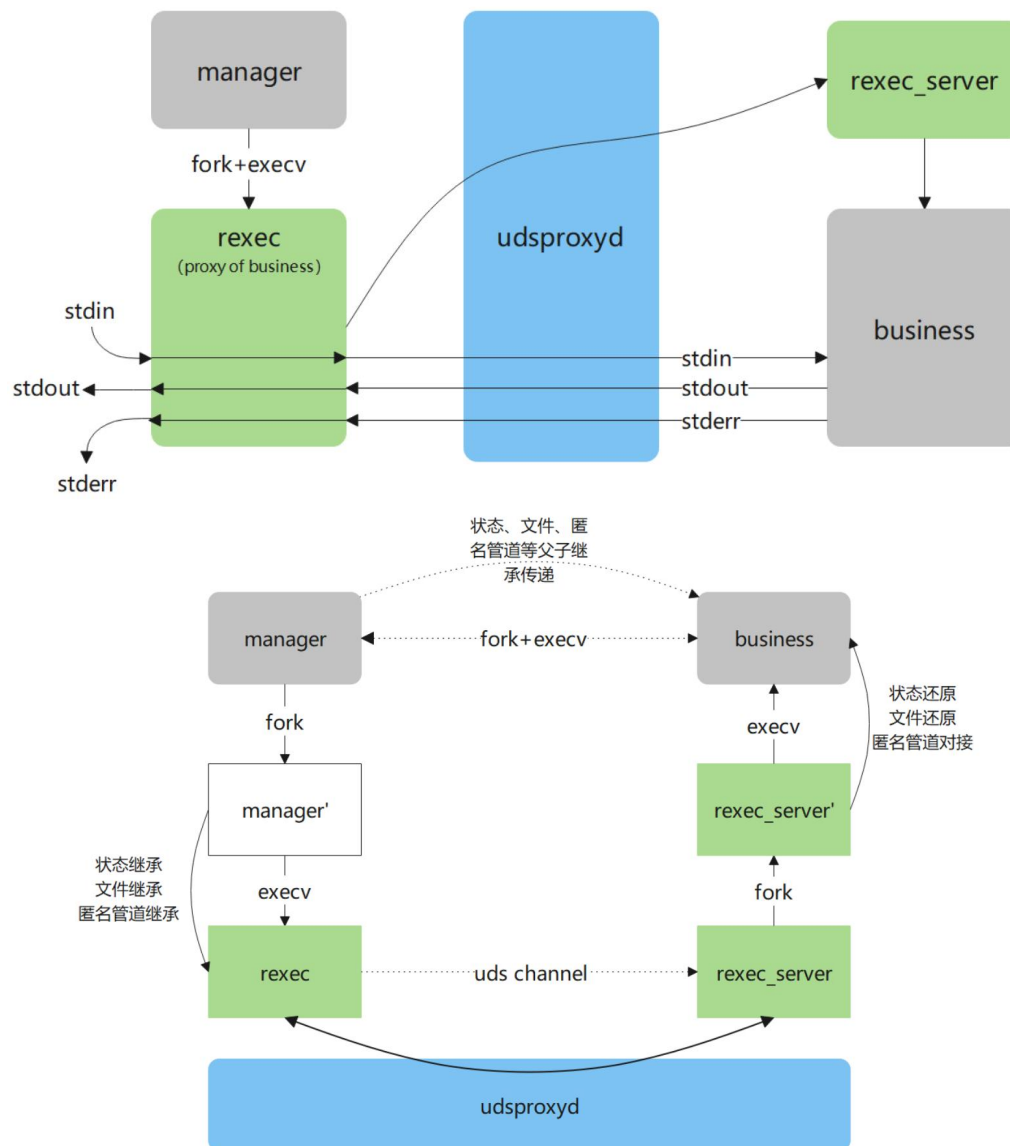 manager
rexec_server
fork+execv
rexec
(proxy of business)
udsproxyd
stdin
business
stdin
stdout
stdout
stderr
stderr
状态、文件、匿
名管道等父子继
承传递
manager
fork+execv
business
fork
状态还原
文件还原
匿名管道对接
execv
manager'
rexec_server'
状态继承
文件继承
匿名管道继承
execv
fork
rexec
uds channel
rexec_server
udsproxyd